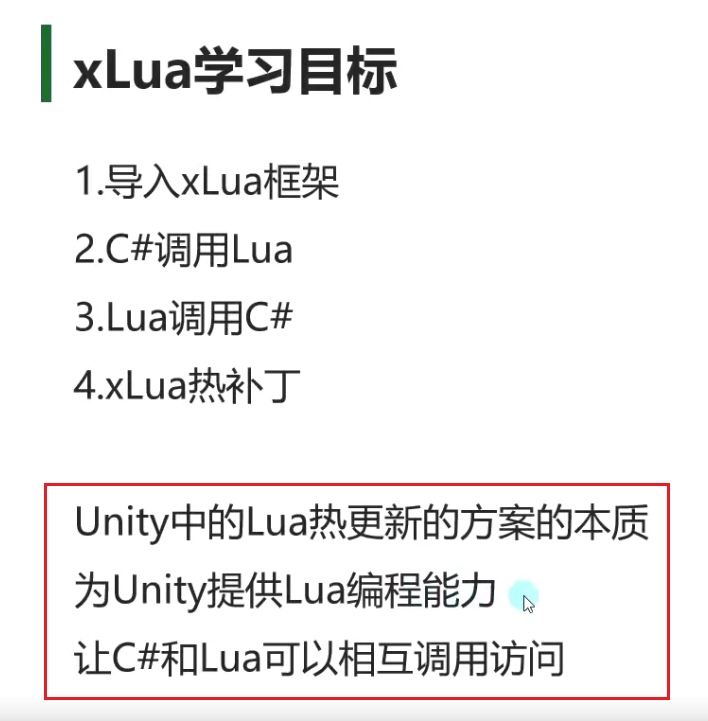 xLua学习目标
1.导入xLua框架
2.C#调用Lua
3.Lua调用C#
4.xLua热补丁
Unity中的Lua热更新的方案的本质
为Unity提供Lua编程能力
让C#和Lua可以相互调用访问